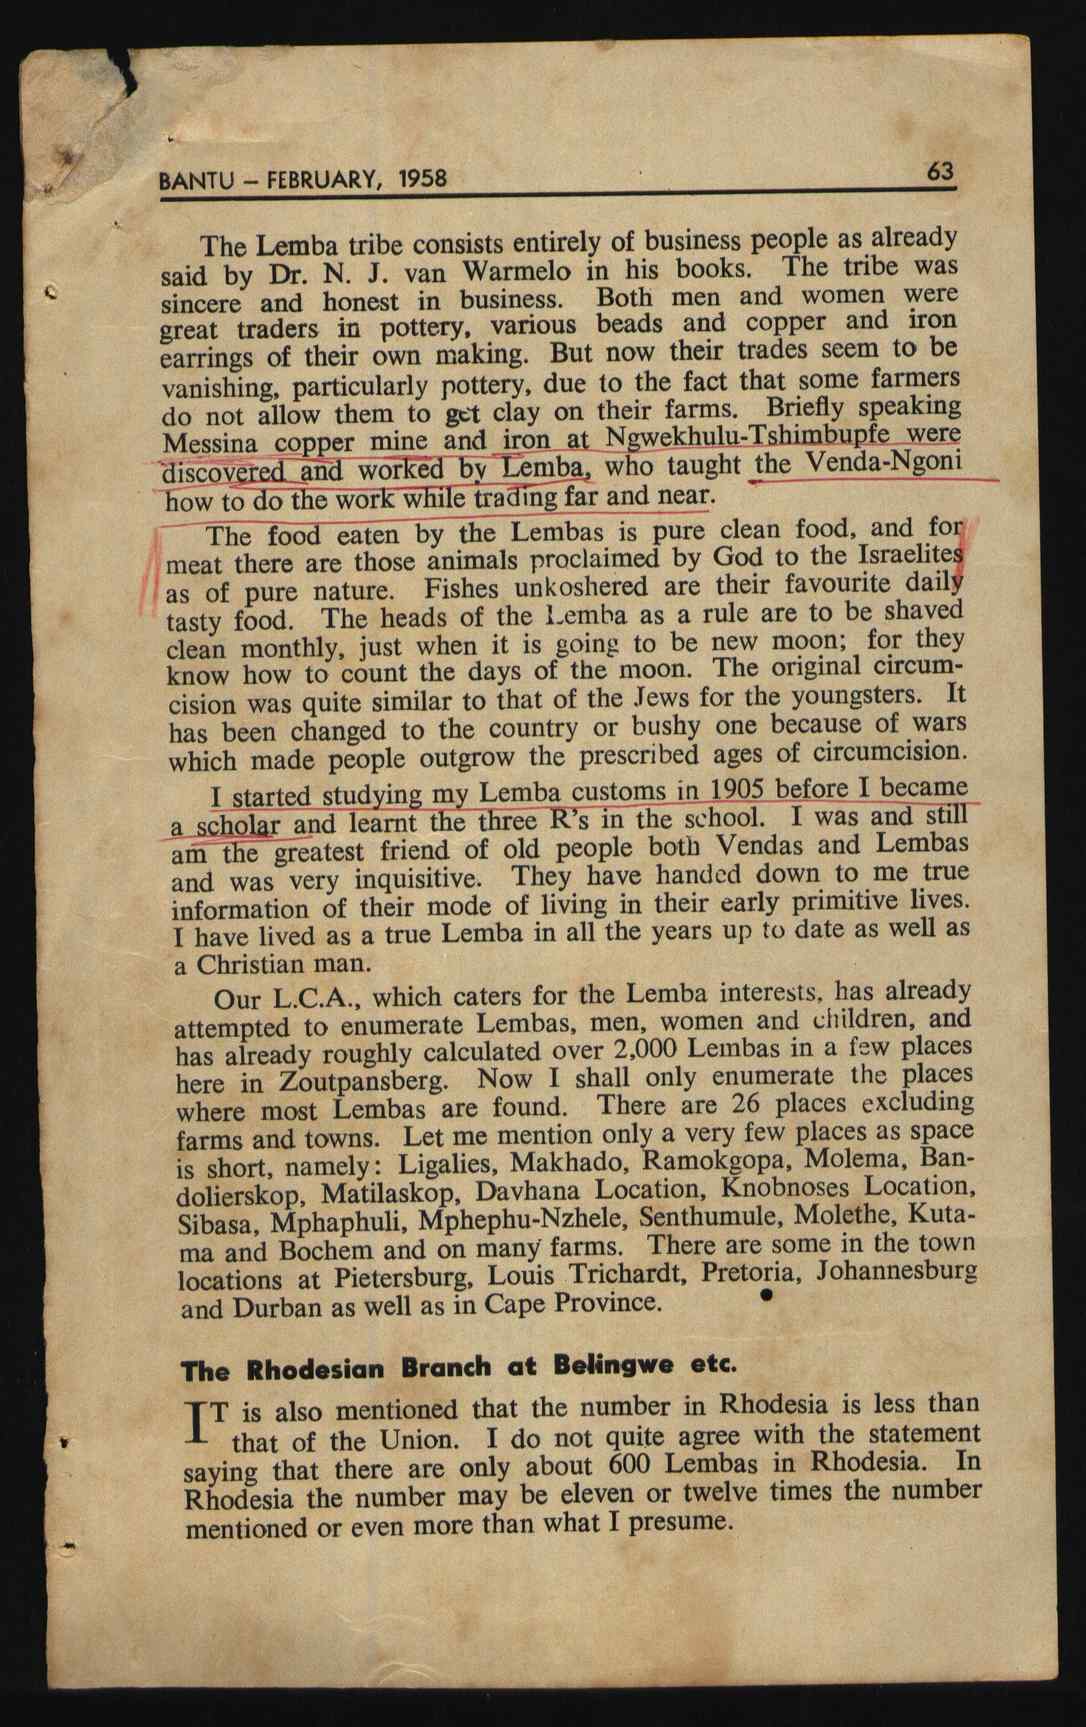 BANTU – FEBRUARY, 1958 63
The Lemba tribe consists entirely of business people as already
said by Dr. N. J. van Warmelo in his books. The tribe was
sincere and honest in business. Both men and women were
great traders in pottery, various beads and copper and iron
earrings of their own making. But now their trades seem to be
vanishing, particularly pottery, due to the fact that some farmers
do not allow them to get clay on their farms. Briefly speaking
Messina copper mine and iron at Ngwekhulu-Tshimbupfe were
discovered and worked by Lemba, who taught the Venda-Ngoni
how to do the work while trading far and near.
The food eaten by the Lembas is pure clean food, and for
meat there are those animals proclaimed by God to the Israelites
as of pure nature. Fishes unkoshered are their favourite daily
tasty food. The heads of the Lemba as a rule are to be shaved
clean monthly, just when it is going to be new moon; for they
know how to count the days of the moon. The original circum-
cision was quite similar to that of the Jews for the youngsters. It
has been changed to the country or bushy one because of wars
which made people outgrow the prescribed ages of circumcision.
I started studying my Lemba customs in 1905 before I became
a scholar and learnt the three R's in the school. I was and still
am the greatest friend of old people both Vendas and Lembas
and was very inquisitive. They have handed down to me true
information of their mode of living in their early primitive lives.
I have lived as a true Lemba in all the years up to date as well as
a Christian man.
Our L.C.A., which caters for the Lemba interests, has already
attempted to enumerate Lembas, men, women and children, and
has already roughly calculated over 2,000 Lembas in a few places
here in Zoutpansberg. Now I shall only enumerate the places
where most Lembas are found. There are 26 places excluding
farms and towns. Let me mention only a very few places as space
is short, namely: Ligalies, Makhado, Ramokgopa, Molema, Ban-
dolierskop, Matilaskop, Davhana Location, Knobnoses Location,
Sibasa, Mphaphuli, Mphephu-Nzhele, Senthumule, Molethe, Kuta-
ma and Bochem and on many farms. There are some in the town
locations at Pietersburg, Louis Trichardt, Pretoria, Johannesburg
and Durban as well as in Cape Province.
The Rhodesian Branch at Belingwe etc.
IT is also mentioned that the number in Rhodesia is less than
that of the Union. I do not quite agree with the statement
saying that there are only about 600 Lembas in Rhodesia. In
Rhodesia the number may be eleven or twelve times the number
mentioned or even more than what I presume.